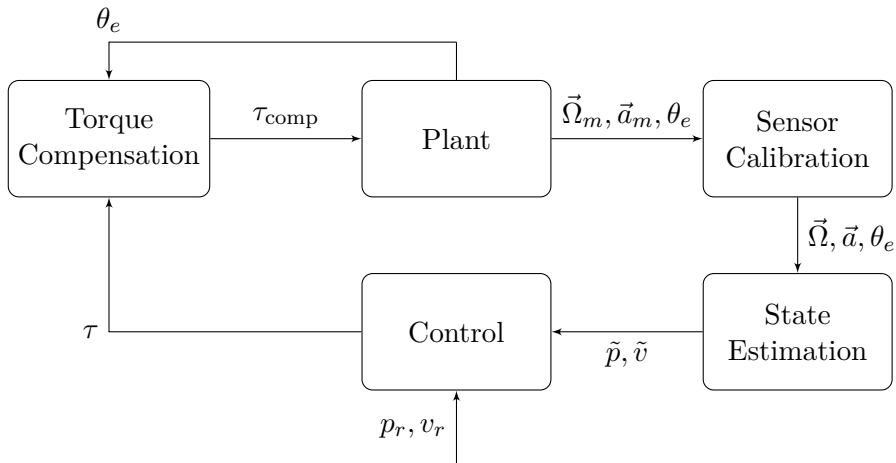 θ_e
Torque
Compensation
τ_comp
Plant
Ω⃗_m, a⃗_m, θ_e
Sensor
Calibration
Ω⃗, a⃗, θ_e
τ
Control
p̃, ṽ
State
Estimation
p_r, v_r